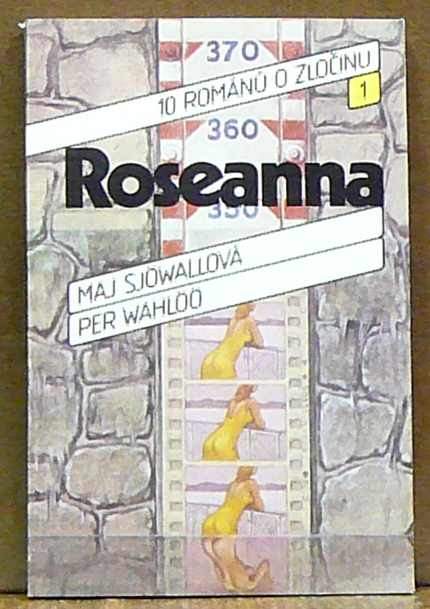 370
10 ROMÁNŮ O ZLOČINU
1
360
Roseanna
350
MAJ SJÖWALLOVÁ
PER WAHLÖÖ